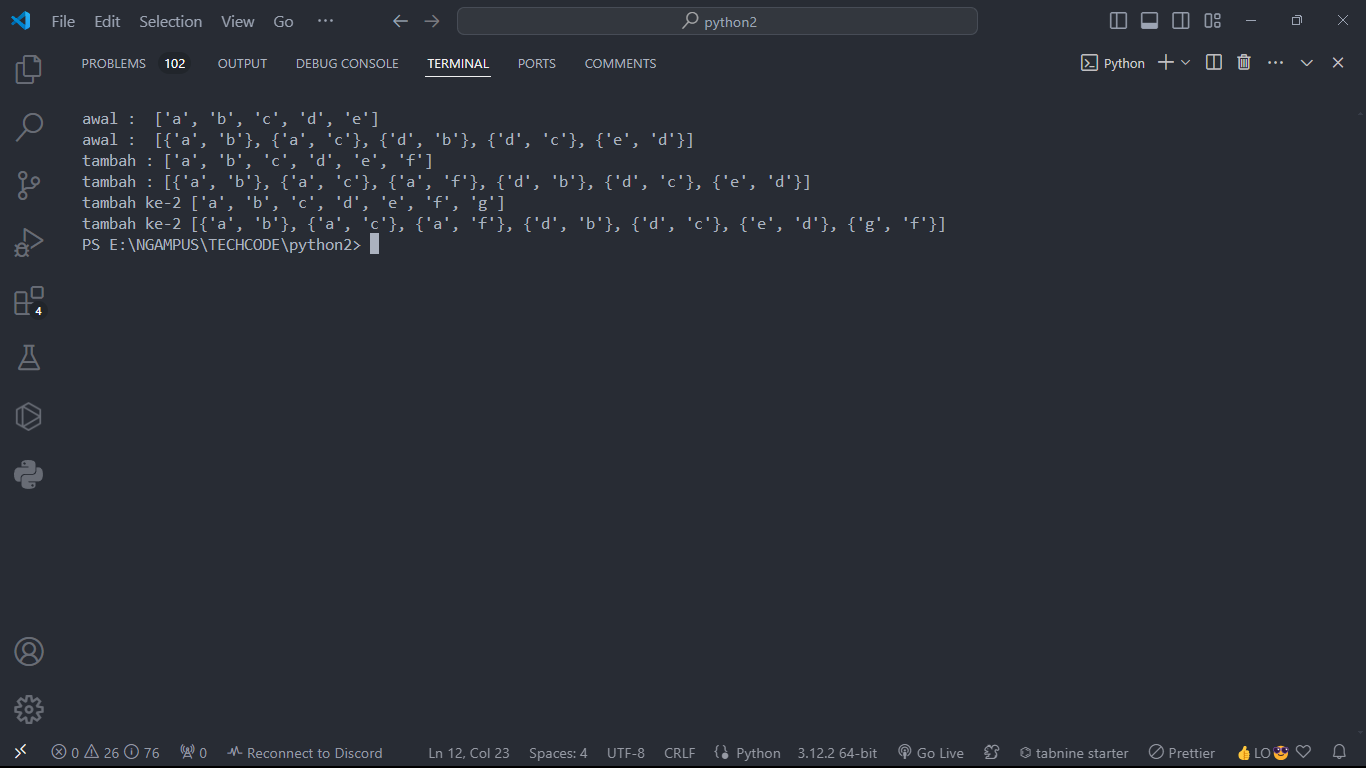 File Edit Selection View Go ··· python2
PROBLEMS 102 OUTPUT DEBUG CONSOLE TERMINAL PORTS COMMENTS Python
awal :  ['a', 'b', 'c', 'd', 'e']
awal :  [{'a', 'b'}, {'a', 'c'}, {'d', 'b'}, {'d', 'c'}, {'e', 'd'}]
tambah : ['a', 'b', 'c', 'd', 'e', 'f']
tambah : [{'a', 'b'}, {'a', 'c'}, {'a', 'f'}, {'d', 'b'}, {'d', 'c'}, {'e', 'd'}]
tambah ke-2 ['a', 'b', 'c', 'd', 'e', 'f', 'g']
tambah ke-2 [{'a', 'b'}, {'a', 'c'}, {'a', 'f'}, {'d', 'b'}, {'d', 'c'}, {'e', 'd'}, {'g', 'f'}]
PS E:\NGAMPUS\TECHCODE\python2>
4
0 26 76 0 Reconnect to Discord Ln 12, Col 23 Spaces: 4 UTF-8 CRLF Python 3.12.2 64-bit Go Live tabnine starter Prettier 👍LO😍